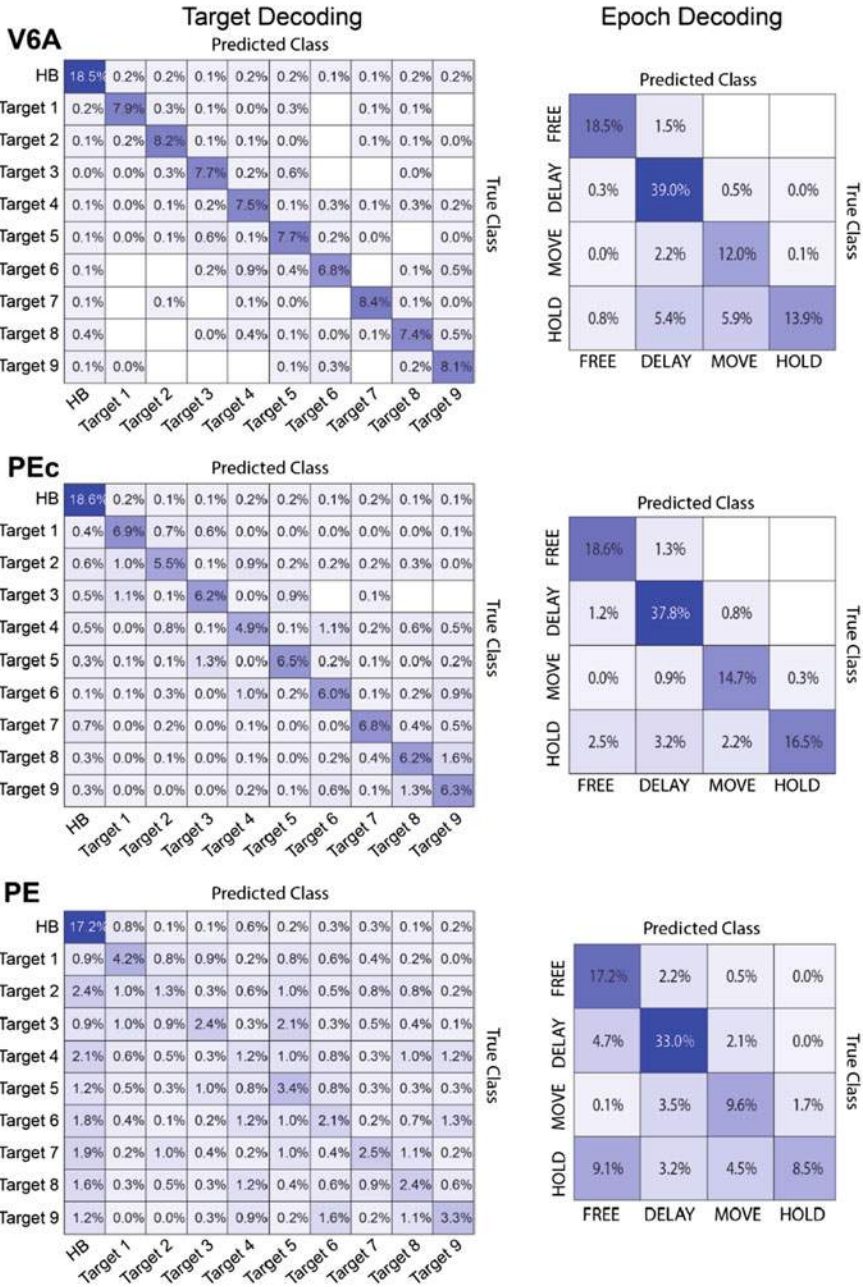 Target Decoding
Epoch Decoding
V6A
Predicted Class
HB 18.5% 0.2% 0.2% 0.1% 0.2% 0.2% 0.1% 0.1% 0.2% 0.2%
Target 1 0.2% 7.9% 0.3% 0.1% 0.0% 0.3% 0.1% 0.1%
Target 2 0.1% 0.2% 8.2% 0.1% 0.1% 0.0% 0.1% 0.1% 0.0%
Target 3 0.0% 0.0% 0.3% 7.7% 0.2% 0.6% 0.0%
Target 4 0.1% 0.0% 0.1% 0.2% 7.5% 0.1% 0.3% 0.1% 0.3% 0.2%
Target 5 0.1% 0.0% 0.1% 0.6% 0.1% 7.7% 0.2% 0.0% 0.0%
Target 6 0.1% 0.2% 0.9% 0.4% 6.8% 0.1% 0.5%
Target 7 0.1% 0.1% 0.1% 0.0% 8.4% 0.1% 0.0%
Target 8 0.4% 0.0% 0.4% 0.1% 0.0% 0.1% 7.4% 0.5%
Target 9 0.1% 0.0% 0.1% 0.3% 0.2% 8.1%
HB Target 1 Target 2 Target 3 Target 4 Target 5 Target 6 Target 7 Target 8 Target 9
True Class
Predicted Class
FREE 18.5% 1.5%
DELAY 0.3% 39.0% 0.5% 0.0%
MOVE 0.0% 2.2% 12.0% 0.1%
HOLD 0.8% 5.4% 5.9% 13.9%
FREE DELAY MOVE HOLD
True Class
PEc
Predicted Class
HB 18.6% 0.2% 0.1% 0.1% 0.2% 0.2% 0.1% 0.2% 0.1% 0.1%
Target 1 0.4% 6.9% 0.7% 0.6% 0.0% 0.0% 0.0% 0.0% 0.0% 0.1%
Target 2 0.6% 1.0% 5.5% 0.1% 0.9% 0.2% 0.2% 0.2% 0.3% 0.0%
Target 3 0.5% 1.1% 0.1% 6.2% 0.0% 0.9% 0.1%
Target 4 0.5% 0.0% 0.8% 0.1% 4.9% 0.1% 1.1% 0.2% 0.6% 0.5%
Target 5 0.3% 0.1% 0.1% 1.3% 0.0% 6.5% 0.2% 0.1% 0.0% 0.2%
Target 6 0.1% 0.1% 0.3% 0.0% 1.0% 0.2% 6.0% 0.1% 0.2% 0.9%
Target 7 0.7% 0.0% 0.2% 0.0% 0.1% 0.0% 0.0% 6.8% 0.4% 0.5%
Target 8 0.3% 0.0% 0.1% 0.0% 0.1% 0.0% 0.2% 0.4% 6.2% 1.6%
Target 9 0.3% 0.0% 0.0% 0.0% 0.2% 0.1% 0.6% 0.1% 1.3% 6.3%
HB Target 1 Target 2 Target 3 Target 4 Target 5 Target 6 Target 7 Target 8 Target 9
True Class
Predicted Class
FREE 18.6% 1.3%
DELAY 1.2% 37.8% 0.8%
MOVE 0.0% 0.9% 14.7% 0.3%
HOLD 2.5% 3.2% 2.2% 16.5%
FREE DELAY MOVE HOLD
True Class
PE
Predicted Class
HB 17.2% 0.8% 0.1% 0.1% 0.6% 0.2% 0.3% 0.3% 0.1% 0.2%
Target 1 0.9% 4.2% 0.8% 0.9% 0.2% 0.8% 0.6% 0.4% 0.2% 0.0%
Target 2 2.4% 1.0% 1.3% 0.3% 0.6% 1.0% 0.5% 0.8% 0.8% 0.2%
Target 3 0.9% 1.0% 0.9% 2.4% 0.3% 2.1% 0.3% 0.5% 0.4% 0.1%
Target 4 2.1% 0.6% 0.5% 0.3% 1.2% 1.0% 0.8% 0.3% 1.0% 1.2%
Target 5 1.2% 0.5% 0.3% 1.0% 0.8% 3.4% 0.8% 0.3% 0.3% 0.3%
Target 6 1.8% 0.4% 0.1% 0.2% 1.2% 1.0% 2.1% 0.2% 0.7% 1.3%
Target 7 1.9% 0.2% 1.0% 0.4% 0.2% 1.0% 0.4% 2.5% 1.1% 0.2%
Target 8 1.6% 0.3% 0.5% 0.3% 1.2% 0.4% 0.6% 0.9% 2.4% 0.6%
Target 9 1.2% 0.0% 0.0% 0.3% 0.9% 0.2% 1.6% 0.2% 1.1% 3.3%
HB Target 1 Target 2 Target 3 Target 4 Target 5 Target 6 Target 7 Target 8 Target 9
True Class
Predicted Class
FREE 17.2% 2.2% 0.5% 0.0%
DELAY 4.7% 33.0% 2.1% 0.0%
MOVE 0.1% 3.5% 9.6% 1.7%
HOLD 9.1% 3.2% 4.5% 8.5%
FREE DELAY MOVE HOLD
True Class